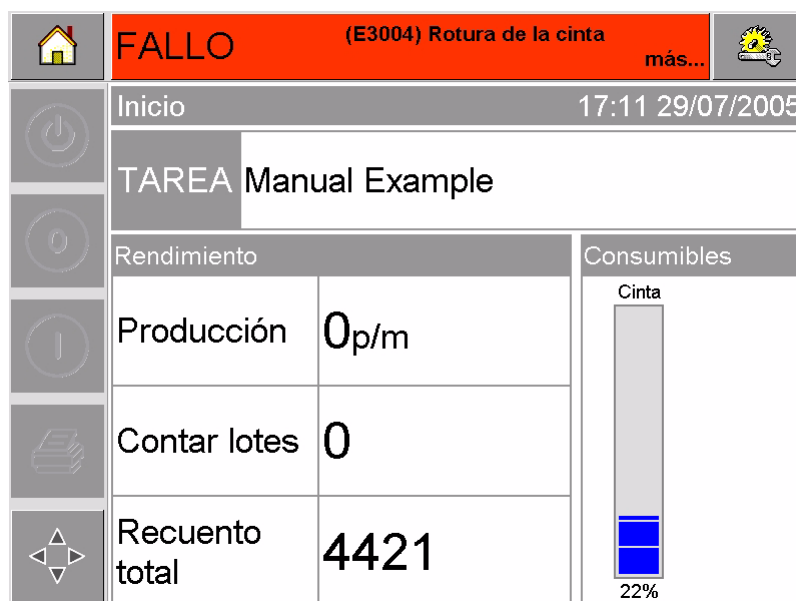 FALLO
(E3004) Rotura de la cinta
más...
Inicio
17:11 29/07/2005
TAREA
Manual Example
Rendimiento
Consumibles
Cinta
Producción
0p/m
Contar lotes
0
Recuento
total
4421
22%